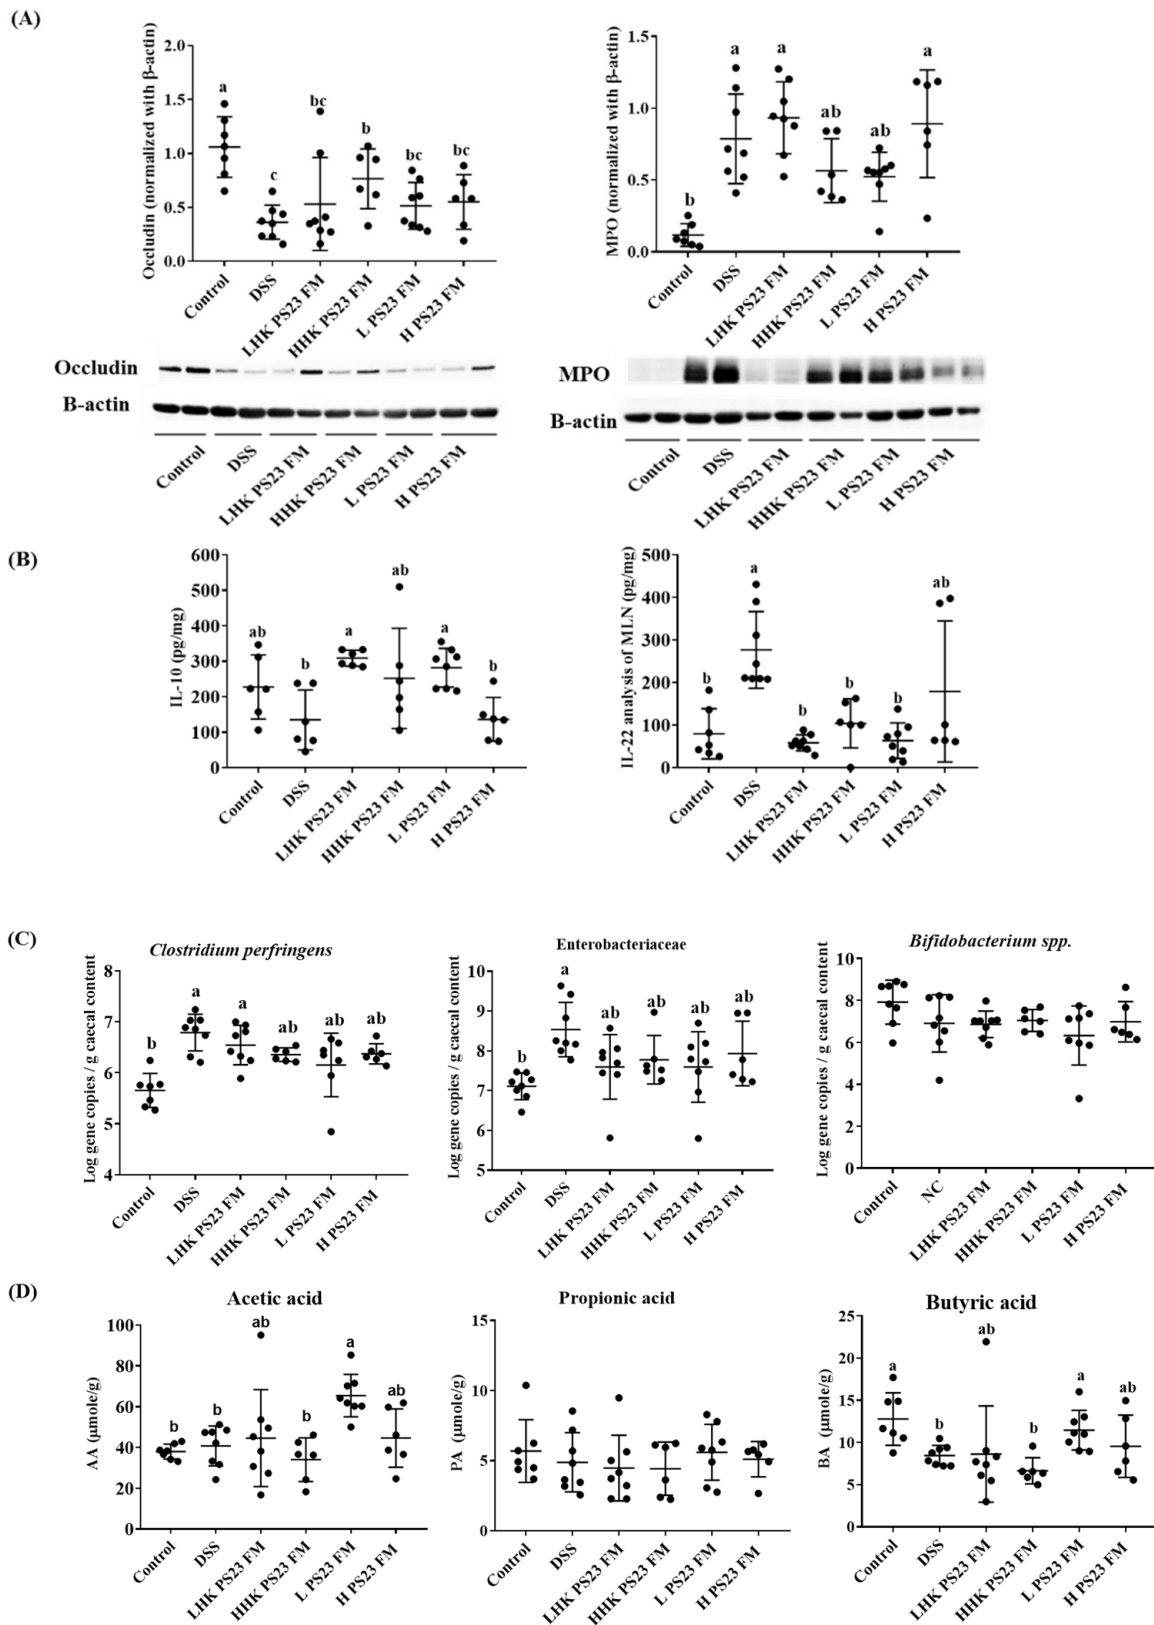 (A)
Occludin (normalized with β-actin)
2.0
1.5
1.0
0.5
0.0
a
c
bc
b
bc
bc
Control
DSS
LHK PS23 FM
HHK PS23 FM
L PS23 FM
H PS23 FM
MPO (normalized with β-actin)
1.5
1.0
0.5
0.0
b
a
a
ab
ab
a
Control
DSS
LHK PS23 FM
HHK PS23 FM
L PS23 FM
H PS23 FM
Occludin
B-actin
Control
DSS
LHK PS23 FM
HHK PS23 FM
L PS23 FM
H PS23 FM
MPO
B-actin
Control
DSS
LHK PS23 FM
HHK PS23 FM
L PS23 FM
H PS23 FM
(B)
IL-10 (pg/mg)
600
500
400
300
200
100
0
ab
b
a
ab
a
b
Control
DSS
LHK PS23 FM
HHK PS23 FM
L PS23 FM
H PS23 FM
IL-22 analysis of MLN (pg/mg)
500
400
300
200
100
0
b
a
b
b
b
ab
Control
DSS
LHK PS23 FM
HHK PS23 FM
L PS23 FM
H PS23 FM
(C)
Clostridium perfringens
Log gene copies / g caecal content
8
7
6
5
4
b
a
a
ab
ab
ab
Control
DSS
LHK PS23 FM
HHK PS23 FM
L PS23 FM
H PS23 FM
Enterobacteriaceae
Log gene copies / g caecal content
10
9
8
7
6
5
b
a
ab
ab
ab
ab
Control
DSS
LHK PS23 FM
HHK PS23 FM
L PS23 FM
H PS23 FM
Bifidobacterium spp.
Log gene copies / g caecal content
10
8
6
4
2
0
Control
NC
LHK PS23 FM
HHK PS23 FM
L PS23 FM
H PS23 FM
(D)
Acetic acid
AA (μmole/g)
100
80
60
40
20
0
b
b
ab
b
a
ab
Control
DSS
LHK PS23 FM
HHK PS23 FM
L PS23 FM
H PS23 FM
Propionic acid
PA (μmole/g)
15
10
5
0
Control
DSS
LHK PS23 FM
HHK PS23 FM
L PS23 FM
H PS23 FM
Butyric acid
BA (μmole/g)
25
20
15
10
5
0
a
b
ab
b
a
ab
Control
DSS
LHK PS23 FM
HHK PS23 FM
L PS23 FM
H PS23 FM